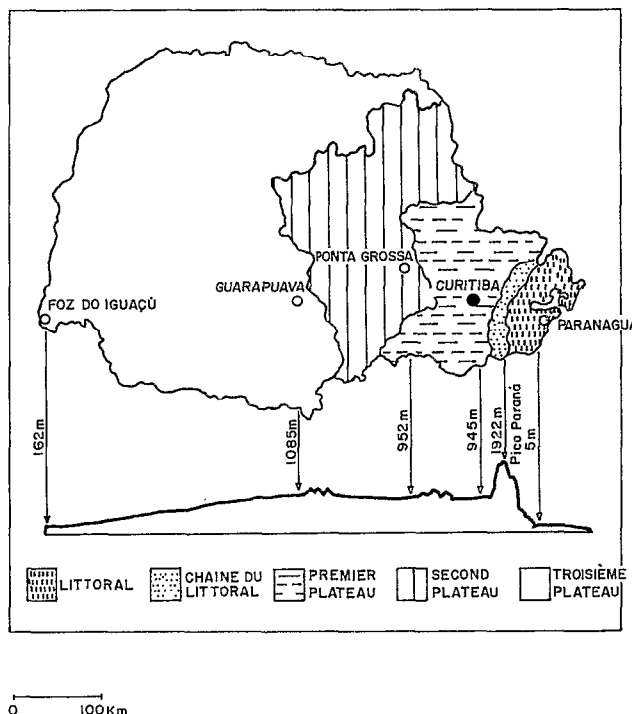 PONTA GROSSA
GUARAPUAVA
CURITIBA
FOZ DO IGUAÇÙ
PARANAGUA
162m
1085m
952m
945m
1922m
Pico Paraná
5m
LITTORAL
CHAINE DU
LITTORAL
PREMIER
PLATEAU
SECOND
PLATEAU
TROISIÈME
PLATEAU
0 100Km